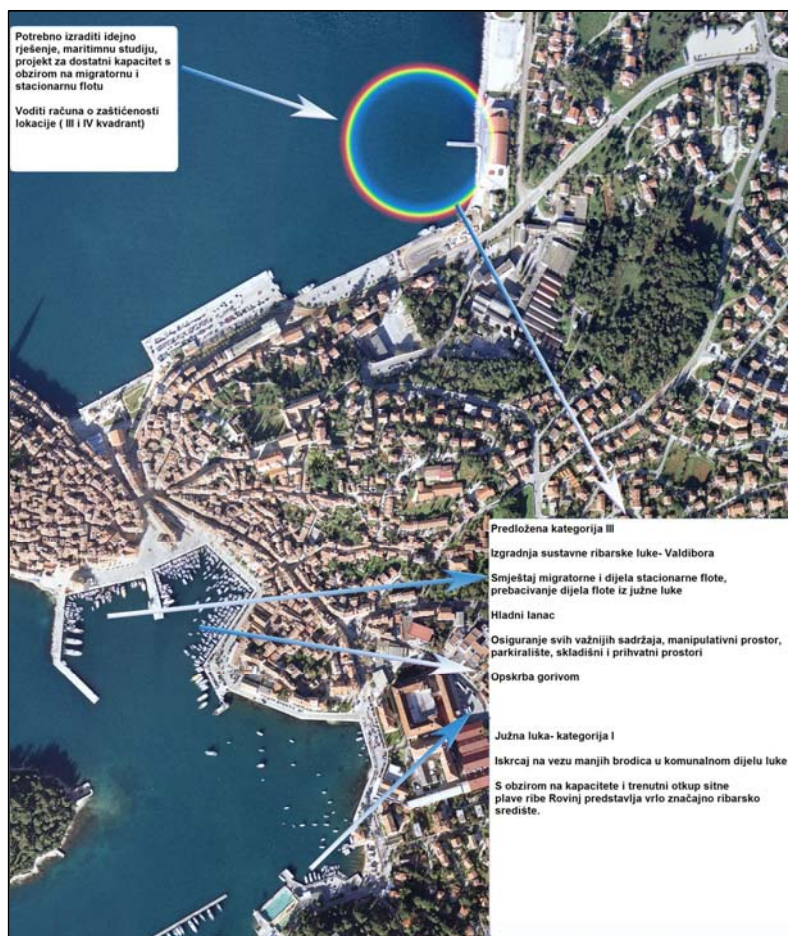 Potrebno izraditi idejno
rješenje, maritimnu studiju,
projekt za dostatni kapacitet s
obzirom na migratornu i
stacionarnu flotu
Voditi računa o zaštićenosti
lokacije ( III i IV kvadrant)
Predložena kategorija III
Izgradnja sustavne ribarske luke- Valdibora
Smještaj migratorne i dijela stacionarne flote,
prebacivanje dijela flote iz južne luke
Hladni lanac
Osiguranje svih važnijih sadržaja, manipulativni prostor,
parkiralište, skladišni i prihvatni prostori
Opskrba gorivom
Južna luka- kategorija I
Iskrcaj na vezu manjih brodica u komunalnom dijelu luke
S obzirom na kapacitete i trenutni otkup sitne
plave ribe Rovinj predstavlja vrlo značajno ribarsko
središte.